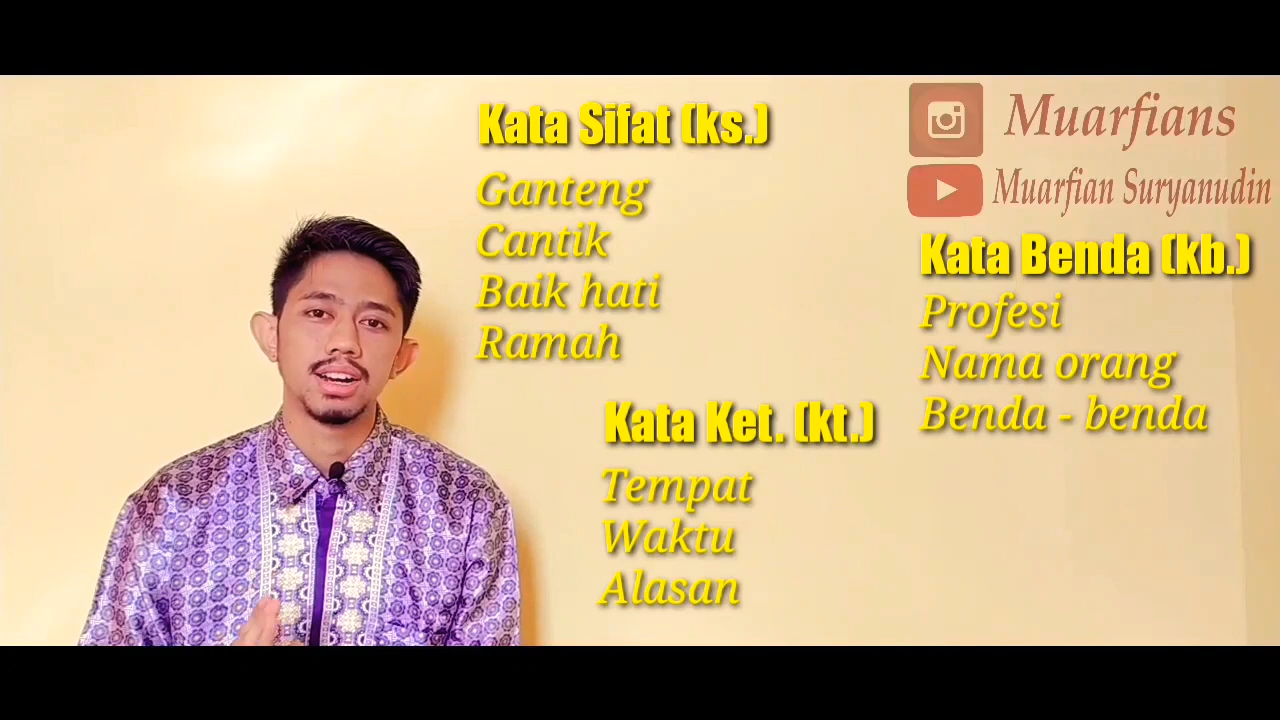 Kata Sifat (ks.)
Ganteng
Cantik
Baik hati
Ramah
Kata Ket. (kt.)
Tempat
Waktu
Alasan
Muarfians
Muarfian Suryanudin
Kata Benda (kb.)
Profesi
Nama orang
Benda - benda